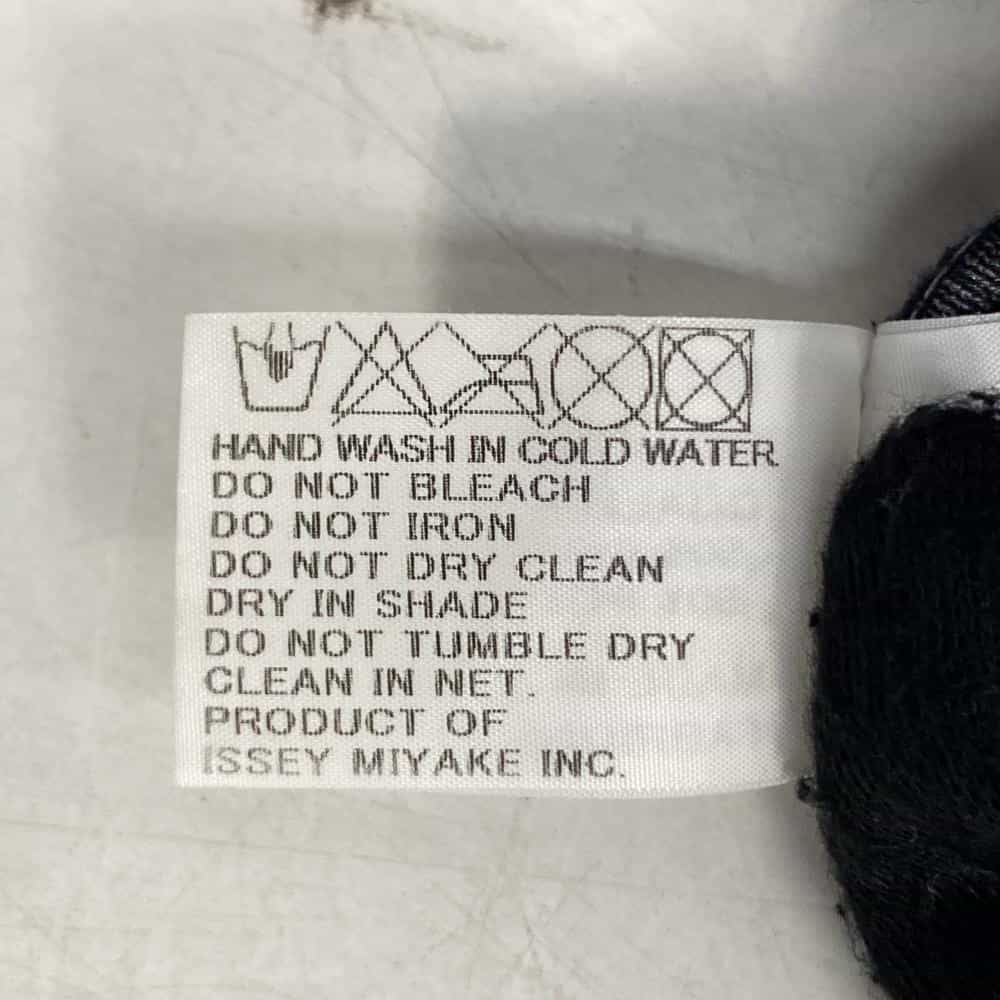 HAND WASH IN COLD WATER
DO NOT BLEACH
DO NOT IRON
DO NOT DRY CLEAN
DRY IN SHADE
DO NOT TUMBLE DRY
CLEAN IN NET.
PRODUCT OF
ISSEY MIYAKE INC.